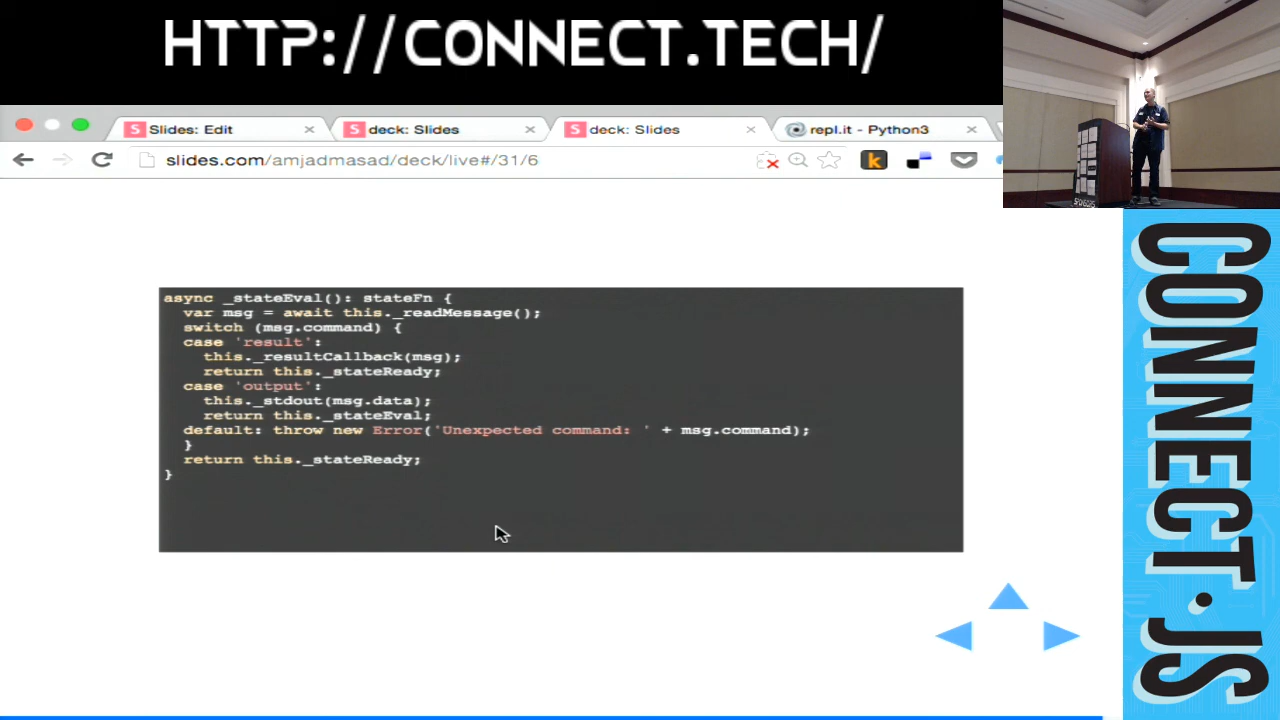 HTTP://CONNECT.TECH/
Slides: Edit
deck: Slides
deck: Slides
repl.it - Python3
slides.com/amjadmasad/deck/live#/31/6
k
async _stateEval(): stateFn {
var msg = await this._readMessage();
switch (msg.command) {
case 'result':
this._resultCallback(msg);
return this._stateReady;
case 'output':
this._stdout(msg.data);
return this._stateEval;
default: throw new Error('Unexpected command: ' + msg.command);
}
return this._stateReady;
}
SPONSORS
CONNECT.JS